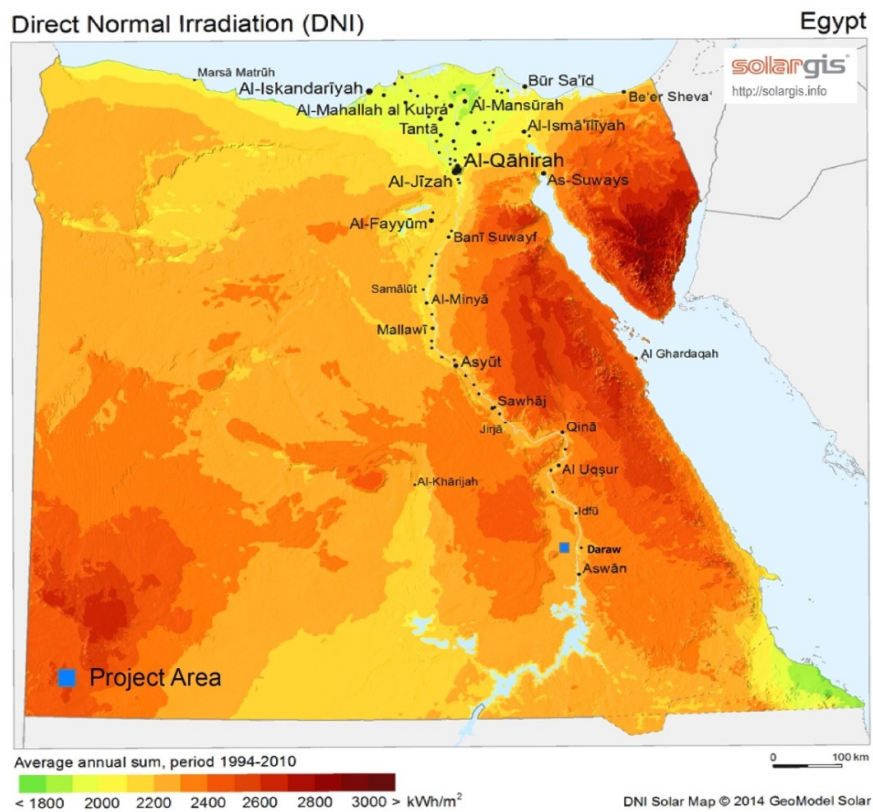 Direct Normal Irradiation (DNI)
Egypt
solargis
http://solargis.info
Marsá Matrūh
Al-Iskandarīyah
Būr Sa'īd
Be'er Sheva'
Al-Mahallah al Kubrá
Al-Mansūrah
Tantā
Al-Ismā'īlīyah
Al-Qāhirah
Al-Jīzah
As-Suways
Al-Fayyūm
Banī Suwayf
Samālūt
Al-Minyā
Mallawī
Al Ghardaqah
Asyūt
Sawhāj
Jirjā
Qinā
Al Uqşur
Al-Khārijah
Idfū
Daraw
Aswān
Project Area
Average annual sum, period 1994-2010
0 100 km
< 1800 2000 2200 2400 2600 2800 3000 > kWh/m²
DNI Solar Map © 2014 GeoModel Solar